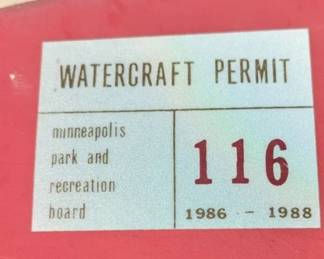 WATERCRAFT PERMIT
minneapolis
park and
recreation
board
116
1986 - 1988